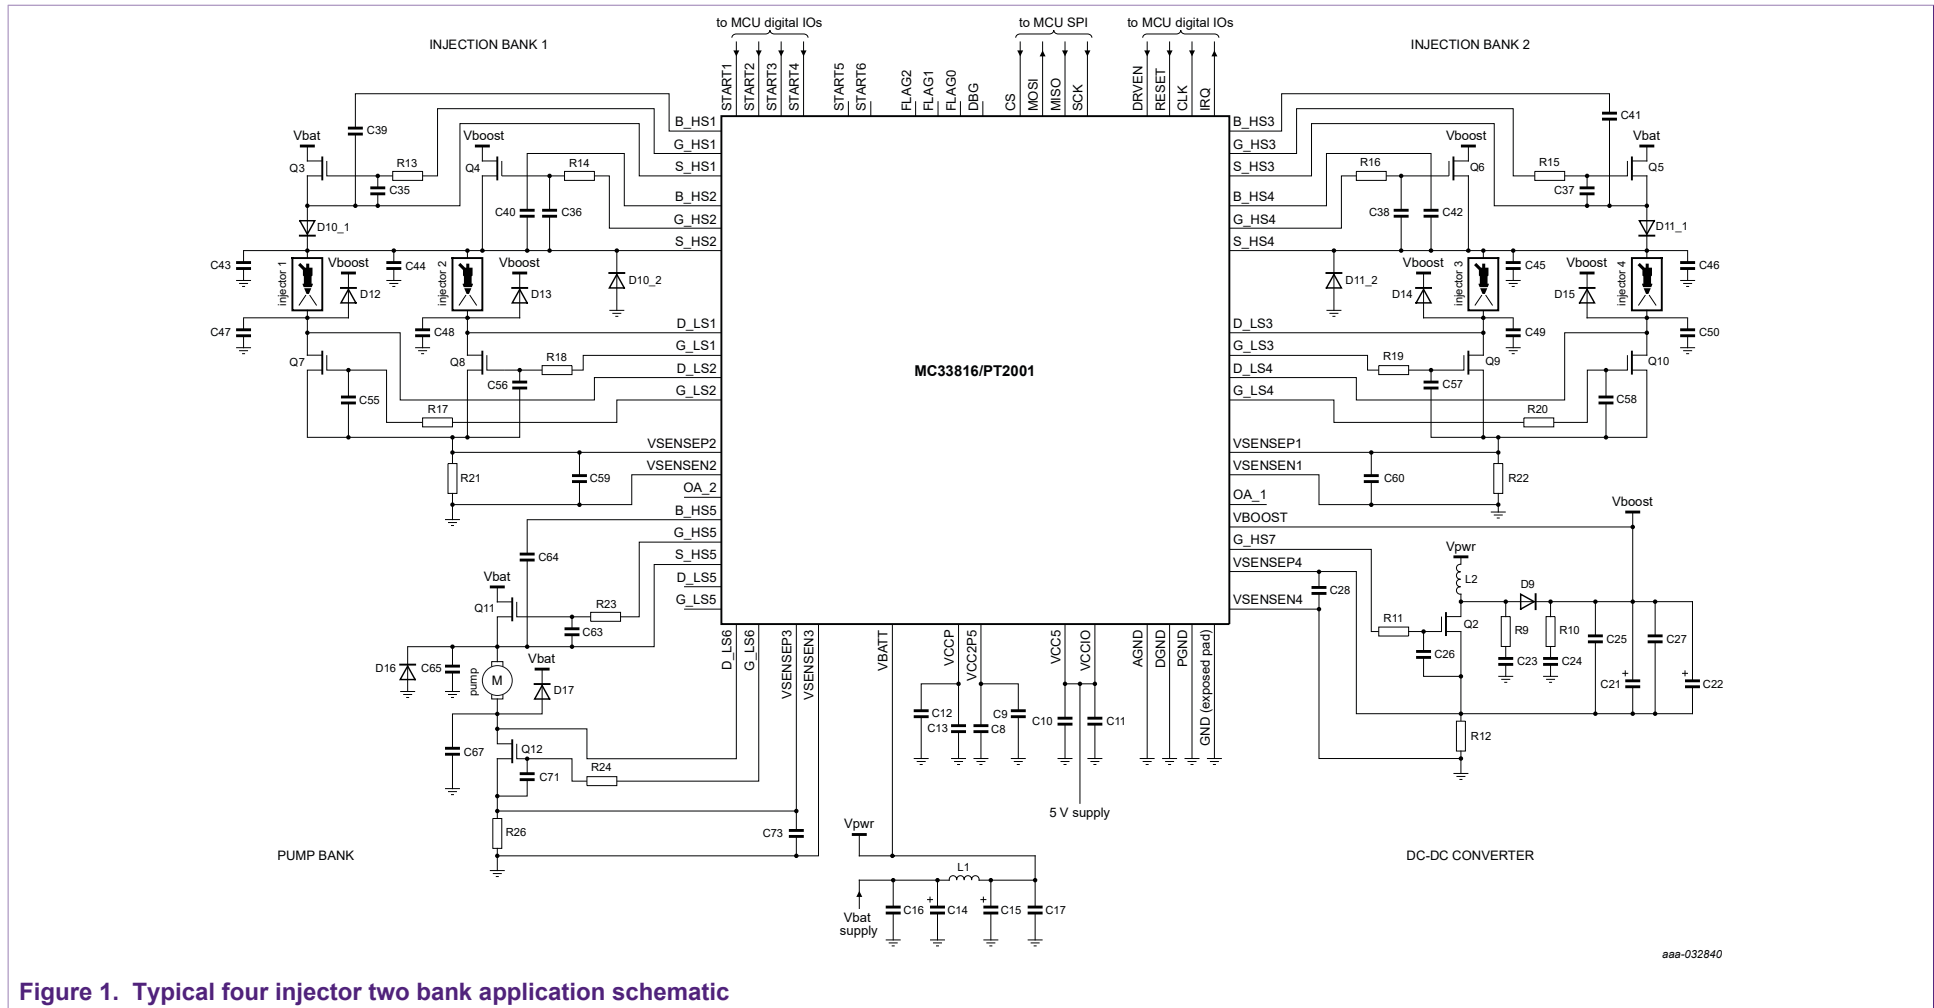 to MCU digital IOs
to MCU SPI
to MCU digital IOs
INJECTION BANK 1
INJECTION BANK 2
START1
START2
START3
START4
START5
START6
FLAG2
FLAG1
FLAG0
DBG
CS
MOSI
MISO
SCK
DRVEN
RESET
CLK
IRQ
B_HS1
G_HS1
S_HS1
B_HS2
G_HS2
S_HS2
D_LS1
G_LS1
D_LS2
G_LS2
VSENSEP2
VSENSEN2
OA_2
B_HS5
G_HS5
S_HS5
D_LS5
G_LS5
B_HS3
G_HS3
S_HS3
B_HS4
G_HS4
S_HS4
D_LS3
G_LS3
D_LS4
G_LS4
VSENSEP1
VSENSEN1
OA_1
VBOOST
G_HS7
VSENSEP4
VSENSEN4
MC33816/PT2001
D_LS6
G_LS6
VSENSEP3
VSENSEN3
VBATT
VCCP
VCC2P5
VCC5
VCCIO
AGND
DGND
PGND
GND (exposed pad)
Vbat
C39
Vboost
Q3
R13
C35
Q4
R14
C40
C36
D10_1
C43
injector 1
Vboost
D12
C44
injector 2
Vboost
D13
D10_2
C47
C48
Q7
Q8
R18
C56
C55
R17
R21
C59
C41
Vboost
Vbat
R16
Q6
R15
Q5
C37
C38
C42
D11_1
D11_2
Vboost
D14
injector 3
C45
Vboost
D15
injector 4
C46
C49
C50
R19
Q9
Q10
C57
C58
R20
C60
R22
C64
Vbat
Q11
R23
C63
D16
C65
pump
M
Vbat
D17
C67
Q12
C71
R24
R26
C73
PUMP BANK
C12
C13
C9
C8
C10
C11
5 V supply
Vpwr
L1
Vbat
supply
C16
+
C14
+
C15
C17
Vboost
Vpwr
L2
C28
D9
R11
Q2
R9
R10
C25
C27
C26
C23
C24
+
C21
+
C22
R12
DC-DC CONVERTER
aaa-032840
Figure 1. Typical four injector two bank application schematic